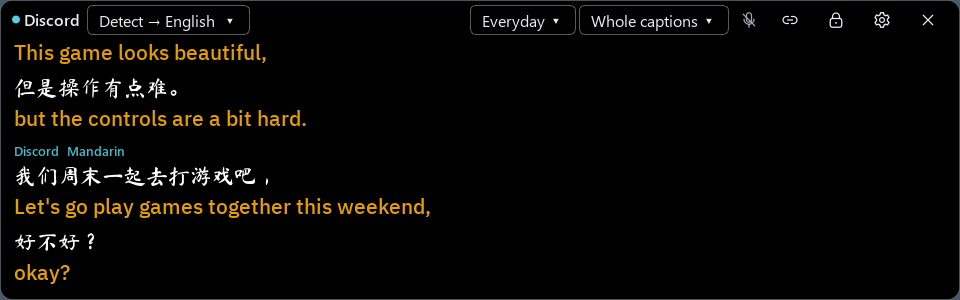 Discord Detect → English Everyday Whole captions
This game looks beautiful,
但是操作有点难。
but the controls are a bit hard.
Discord Mandarin
我们周末一起去打游戏吧，
Let's go play games together this weekend,
好不好？
okay?